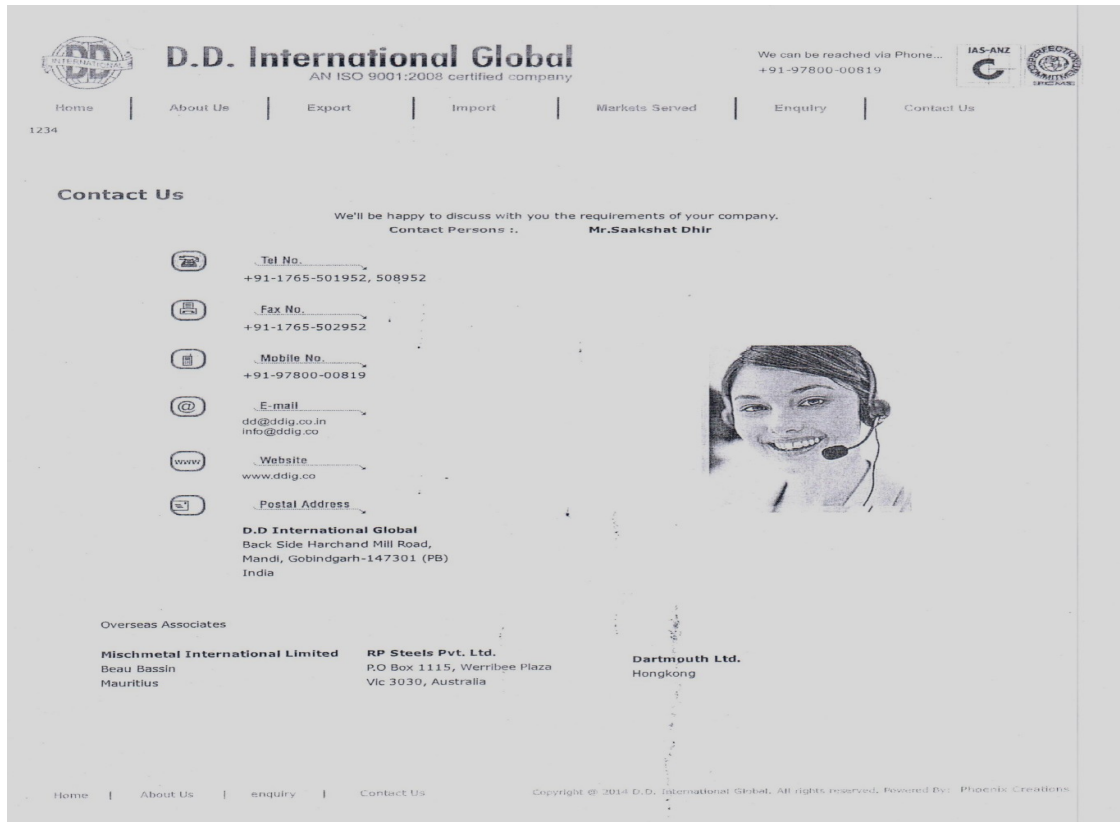 INTERNATIONAL
DD
D.D. International Global
AN ISO 9001:2008 certified company
We can be reached via Phone...
+91-97800-00819
IAS-ANZ
Home | About Us | Export | Import | Markets Served | Enquiry | Contact Us
1234
Contact Us
We'll be happy to discuss with you the requirements of your company.
Contact Persons :. Mr.Saakshat Dhir
Tel No.
+91-1765-501952, 508952
Fax No.
+91-1765-502952
Mobile No.
+91-97800-00819
@ E-mail
dd@ddig.co.in
info@ddig.co
www Website
www.ddig.co
Postal Address
D.D International Global
Back Side Harchand Mill Road,
Mandi, Gobindgarh-147301 (PB)
India
Overseas Associates
Mischmetal International Limited
Beau Bassin
Mauritius
RP Steels Pvt. Ltd.
P.O Box 1115, Werribee Plaza
Vic 3030, Australia
Dartmouth Ltd.
Hongkong
Home | About Us | enquiry | Contact Us
Copyright @ 2014 D.D. International Global. All rights reserved. Powered By: Phoenix Creations